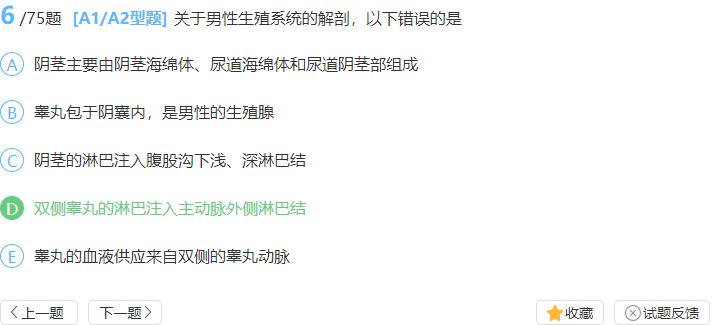 6/75题 [A1/A2型题] 关于男性生殖系统的解剖，以下错误的是
A 阴茎主要由阴茎海绵体、尿道海绵体和尿道阴茎部组成
B 睾丸包于阴囊内，是男性的生殖腺
C 阴茎的淋巴注入腹股沟下浅、深淋巴结
D 双侧睾丸的淋巴注入主动脉外侧淋巴结
E 睾丸的血液供应来自双侧的睾丸动脉
上一题 下一题 收藏 试题反馈